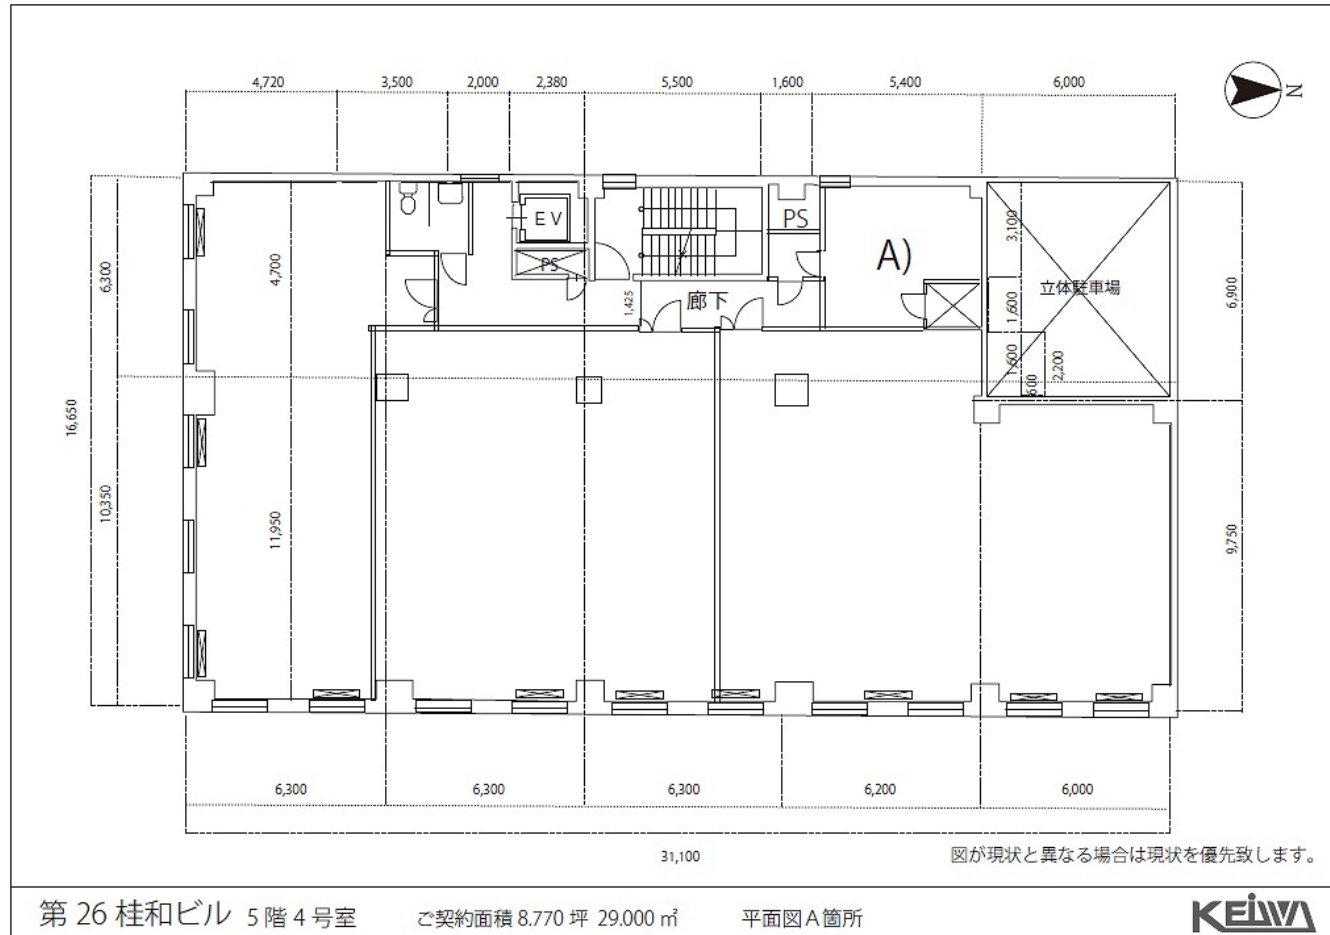 4,720 3,500 2,000 2,380 5,500 1,600 5,400 6,000
N
EV
PS
PS
A)
3,100
立体駐車場
1,600
1,600
600
2,200
6,300
4,700
1,425
廊下
6,900
16,650
10,350
11,950
9,750
6,300 6,300 6,300 6,200 6,000
31,100
図が現状と異なる場合は現状を優先致します。
第26桂和ビル 5階4号室 ご契約面積 8.770 坪 29.000 ㎡ 平面図A箇所
KEIWA